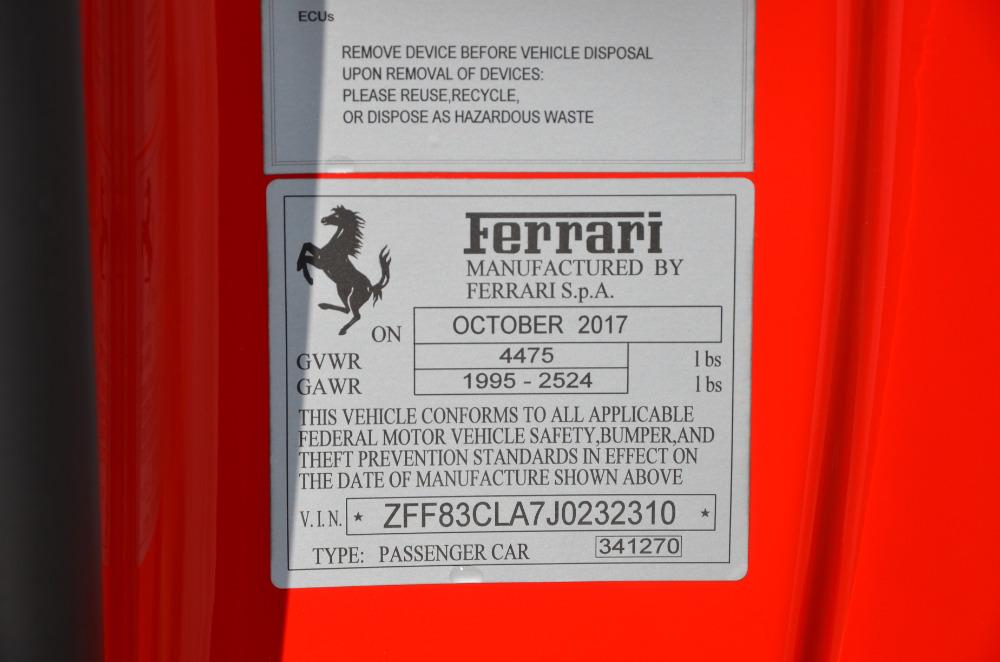 ECUs
REMOVE DEVICE BEFORE VEHICLE DISPOSAL
UPON REMOVAL OF DEVICES:
PLEASE REUSE,RECYCLE,
OR DISPOSE AS HAZARDOUS WASTE
Ferrari
MANUFACTURED BY
FERRARI S.p.A.
ON OCTOBER 2017
GVWR 4475 lbs
GAWR 1995 - 2524 lbs
THIS VEHICLE CONFORMS TO ALL APPLICABLE
FEDERAL MOTOR VEHICLE SAFETY,BUMPER,AND
THEFT PREVENTION STANDARDS IN EFFECT ON
THE DATE OF MANUFACTURE SHOWN ABOVE
V.I.N. * ZFF83CLA7J0232310 *
TYPE: PASSENGER CAR 341270